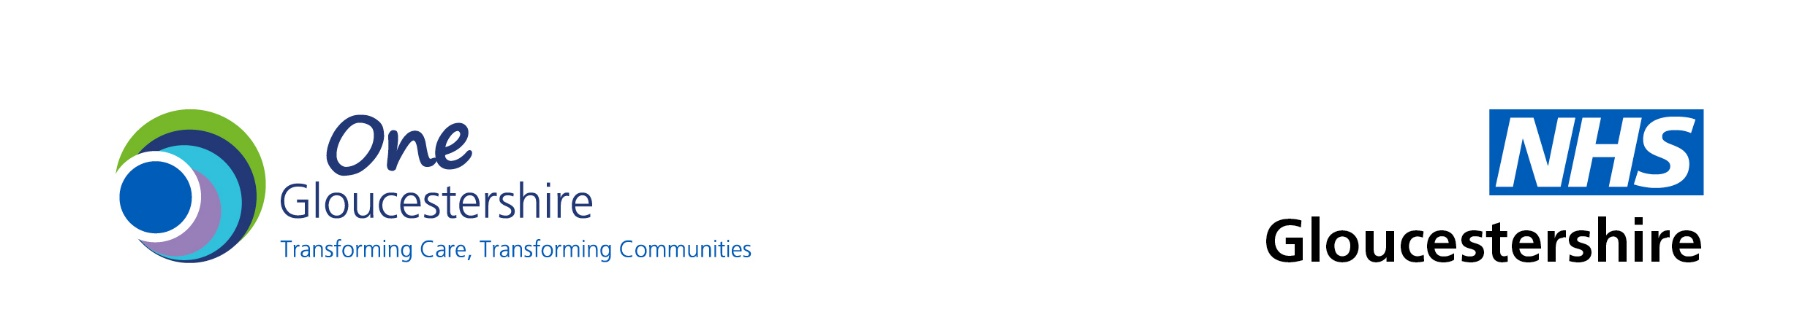 One
Gloucestershire
Transforming Care, Transforming Communities
NHS
Gloucestershire